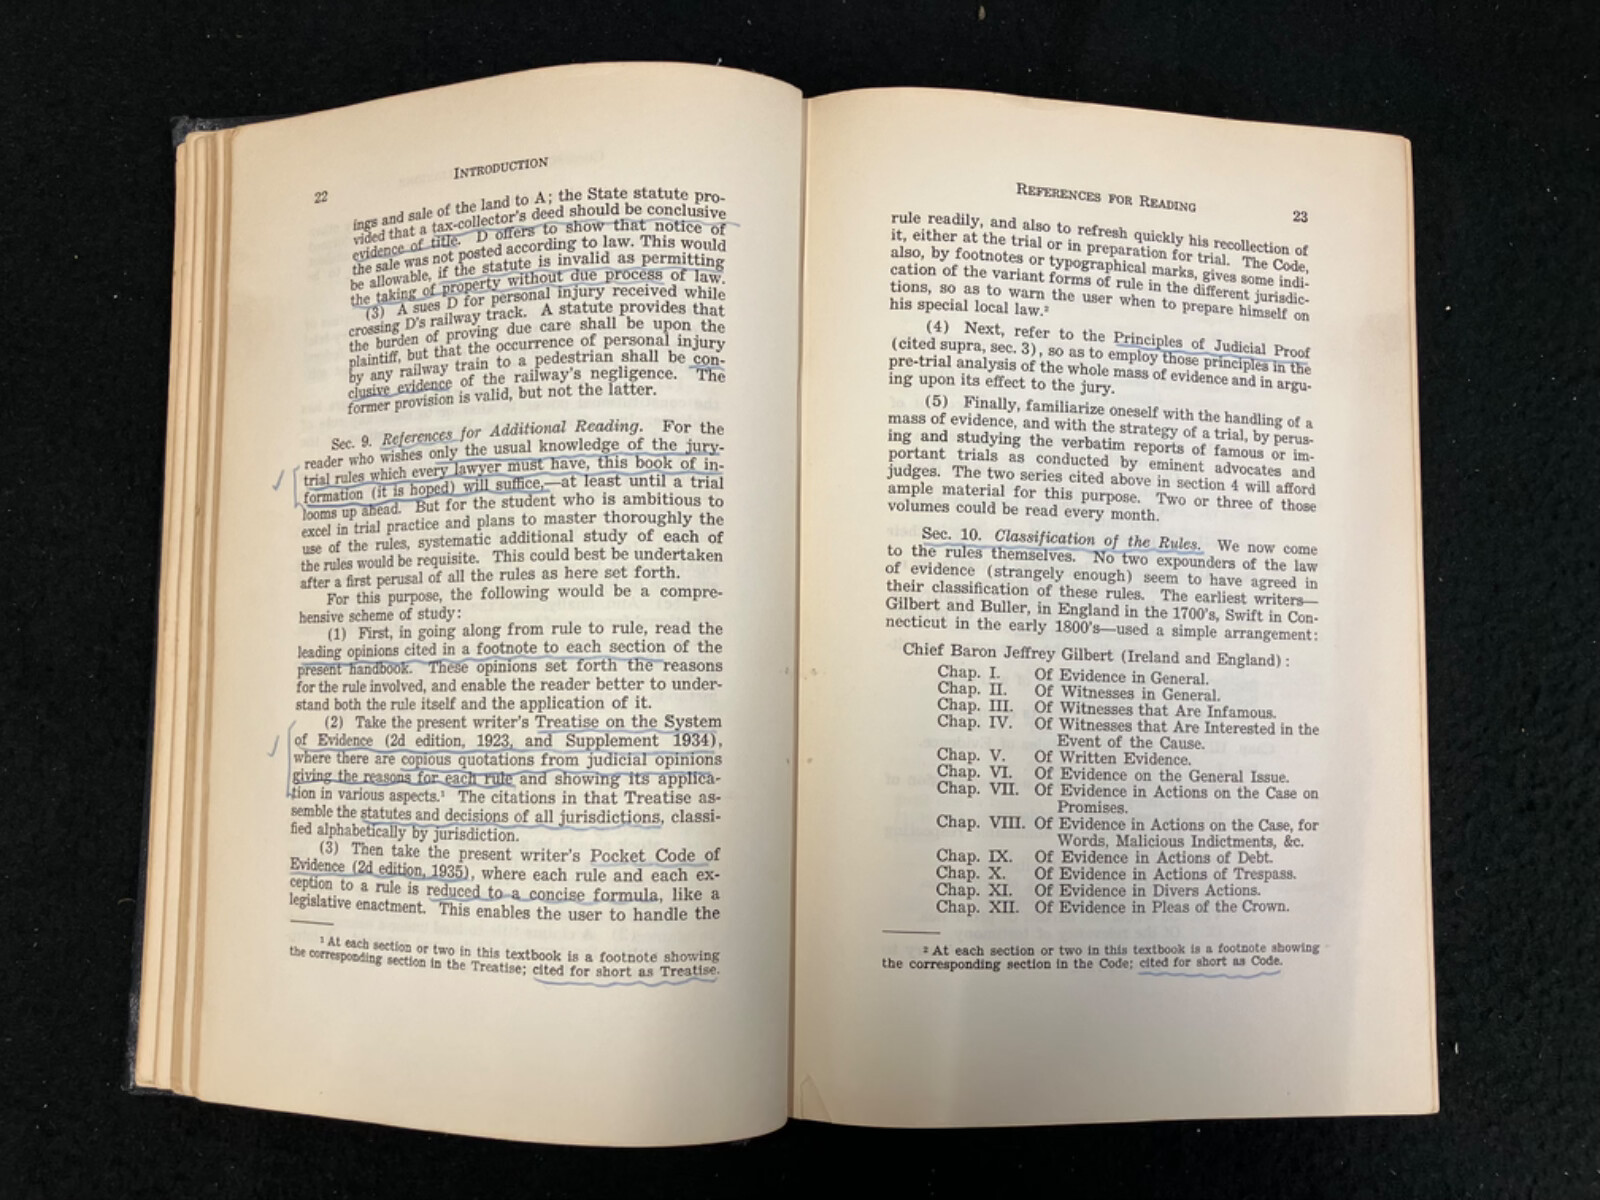 INTRODUCTION
22
ings and sale of the land to A; the State statute pro-
vided that a tax-collector's deed should be conclusive
evidence of title. D offers to show that notice of
the sale was not posted according to law. This would
be allowable, if the statute is invalid as permitting
the taking of property without due process of law.
(3) A sues D for personal injury received while
crossing D's railway track. A statute provides that
the burden of proving due care shall be upon the
plaintiff, but that the occurrence of personal injury
by any railway train to a pedestrian shall be con-
clusive evidence of the railway's negligence. The
former provision is valid, but not the latter.
Sec. 9. References for Additional Reading. For the
reader who wishes only the usual knowledge of the jury-
trial rules which every lawyer must have, this book of in-
formation (it is hoped) will suffice,—at least until a trial
looms up ahead. But for the student who is ambitious to
excel in trial practice and plans to master thoroughly the
use of the rules, systematic additional study of each of
the rules would be requisite. This could best be undertaken
after a first perusal of all the rules as here set forth.
For this purpose, the following would be a compre-
hensive scheme of study:
(1) First, in going along from rule to rule, read the
leading opinions cited in a footnote to each section of the
present handbook. These opinions set forth the reasons
for the rule involved, and enable the reader better to under-
stand both the rule itself and the application of it.
(2) Take the present writer's Treatise on the System
of Evidence (2d edition, 1923, and Supplement 1934),
where there are copious quotations from judicial opinions
giving the reasons for each rule and showing its applica-
tion in various aspects.¹ The citations in that Treatise as-
semble the statutes and decisions of all jurisdictions, classi-
fied alphabetically by jurisdiction.
(3) Then take the present writer's Pocket Code of
Evidence (2d edition, 1935), where each rule and each ex-
ception to a rule is reduced to a concise formula, like a
legislative enactment. This enables the user to handle the
¹ At each section or two in this textbook is a footnote showing
the corresponding section in the Treatise; cited for short as Treatise.
REFERENCES FOR READING
23
rule readily, and also to refresh quickly his recollection of
it, either at the trial or in preparation for trial. The Code,
also, by footnotes or typographical marks, gives some indi-
cation of the variant forms of rule in the different jurisdic-
tions, so as to warn the user when to prepare himself on
his special local law.²
(4) Next, refer to the Principles of Judicial Proof
(cited supra, sec. 3), so as to employ those principles in the
pre-trial analysis of the whole mass of evidence and in argu-
ing upon its effect to the jury.
(5) Finally, familiarize oneself with the handling of a
mass of evidence, and with the strategy of a trial, by perus-
ing and studying the verbatim reports of famous or im-
portant trials as conducted by eminent advocates and
judges. The two series cited above in section 4 will afford
ample material for this purpose. Two or three of those
volumes could be read every month.
Sec. 10. Classification of the Rules. We now come
to the rules themselves. No two expounders of the law
of evidence (strangely enough) seem to have agreed in
their classification of these rules. The earliest writers—
Gilbert and Buller, in England in the 1700's, Swift in Con-
necticut in the early 1800's—used a simple arrangement:
Chief Baron Jeffrey Gilbert (Ireland and England):
Chap. I. Of Evidence in General.
Chap. II. Of Witnesses in General.
Chap. III. Of Witnesses that Are Infamous.
Chap. IV. Of Witnesses that Are Interested in the
Event of the Cause.
Chap. V. Of Written Evidence.
Chap. VI. Of Evidence on the General Issue.
Chap. VII. Of Evidence in Actions on the Case on
Promises.
Chap. VIII. Of Evidence in Actions on the Case, for
Words, Malicious Indictments, &c.
Chap. IX. Of Evidence in Actions of Debt.
Chap. X. Of Evidence in Actions of Trespass.
Chap. XI. Of Evidence in Divers Actions.
Chap. XII. Of Evidence in Pleas of the Crown.
² At each section or two in this textbook is a footnote showing
the corresponding section in the Code; cited for short as Code.